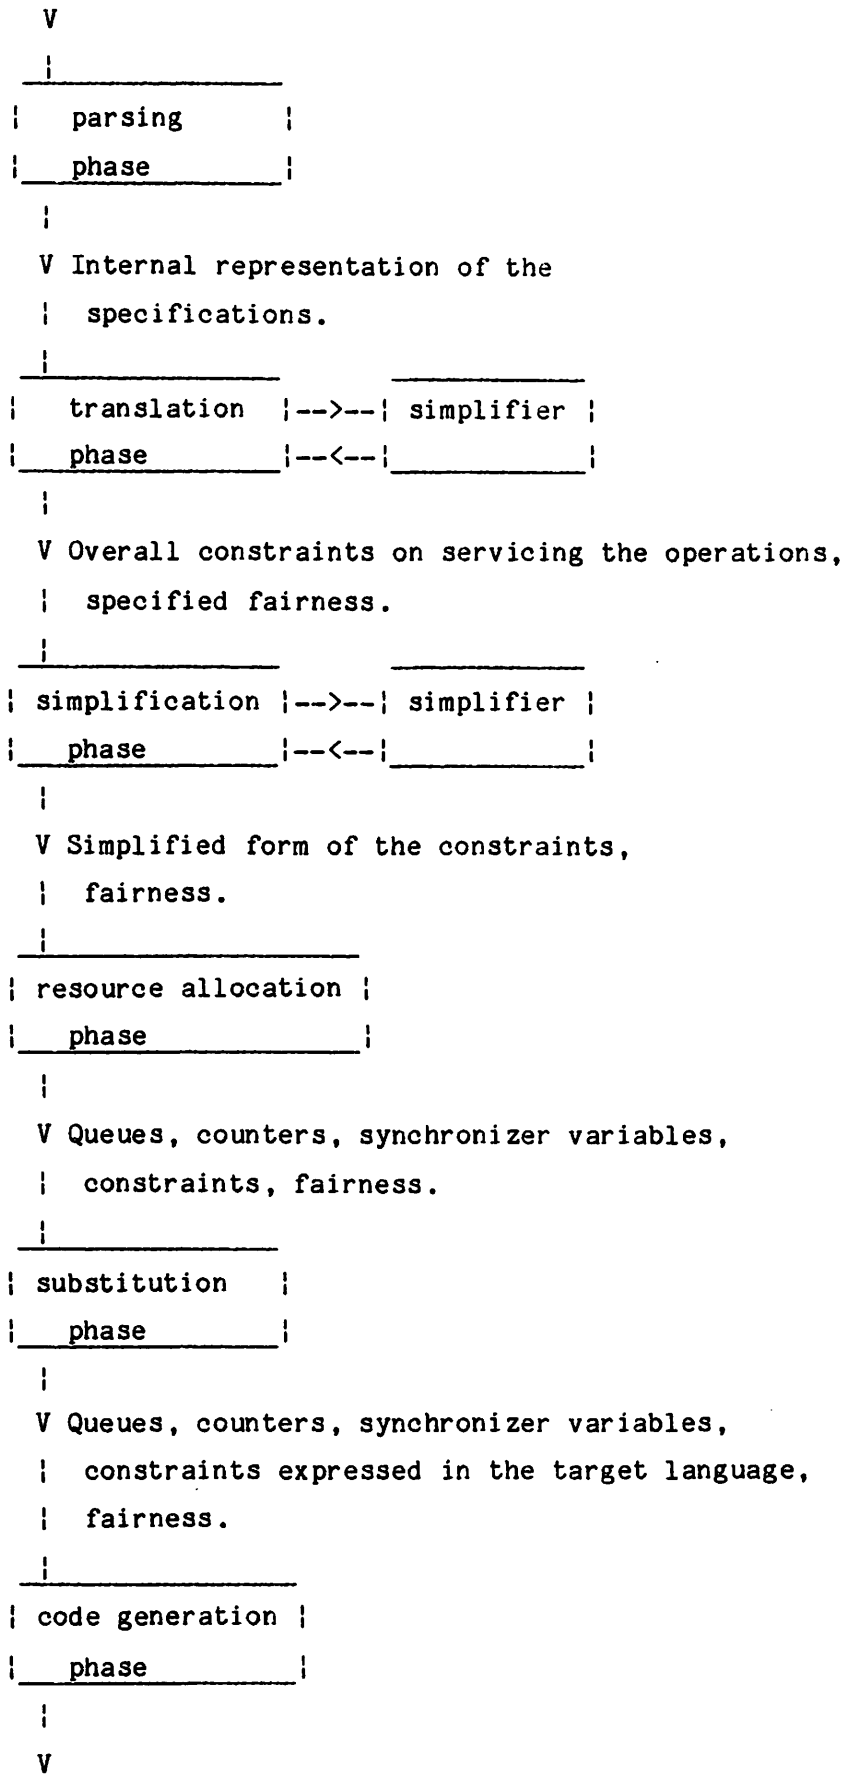 V
parsing
phase
V Internal representation of the
specifications.
translation -->-- simplifier
phase --<--
V Overall constraints on servicing the operations,
specified fairness.
simplification -->-- simplifier
phase --<--
V Simplified form of the constraints,
fairness.
resource allocation
phase
V Queues, counters, synchronizer variables,
constraints, fairness.
substitution
phase
V Queues, counters, synchronizer variables,
constraints expressed in the target language,
fairness.
code generation
phase
V